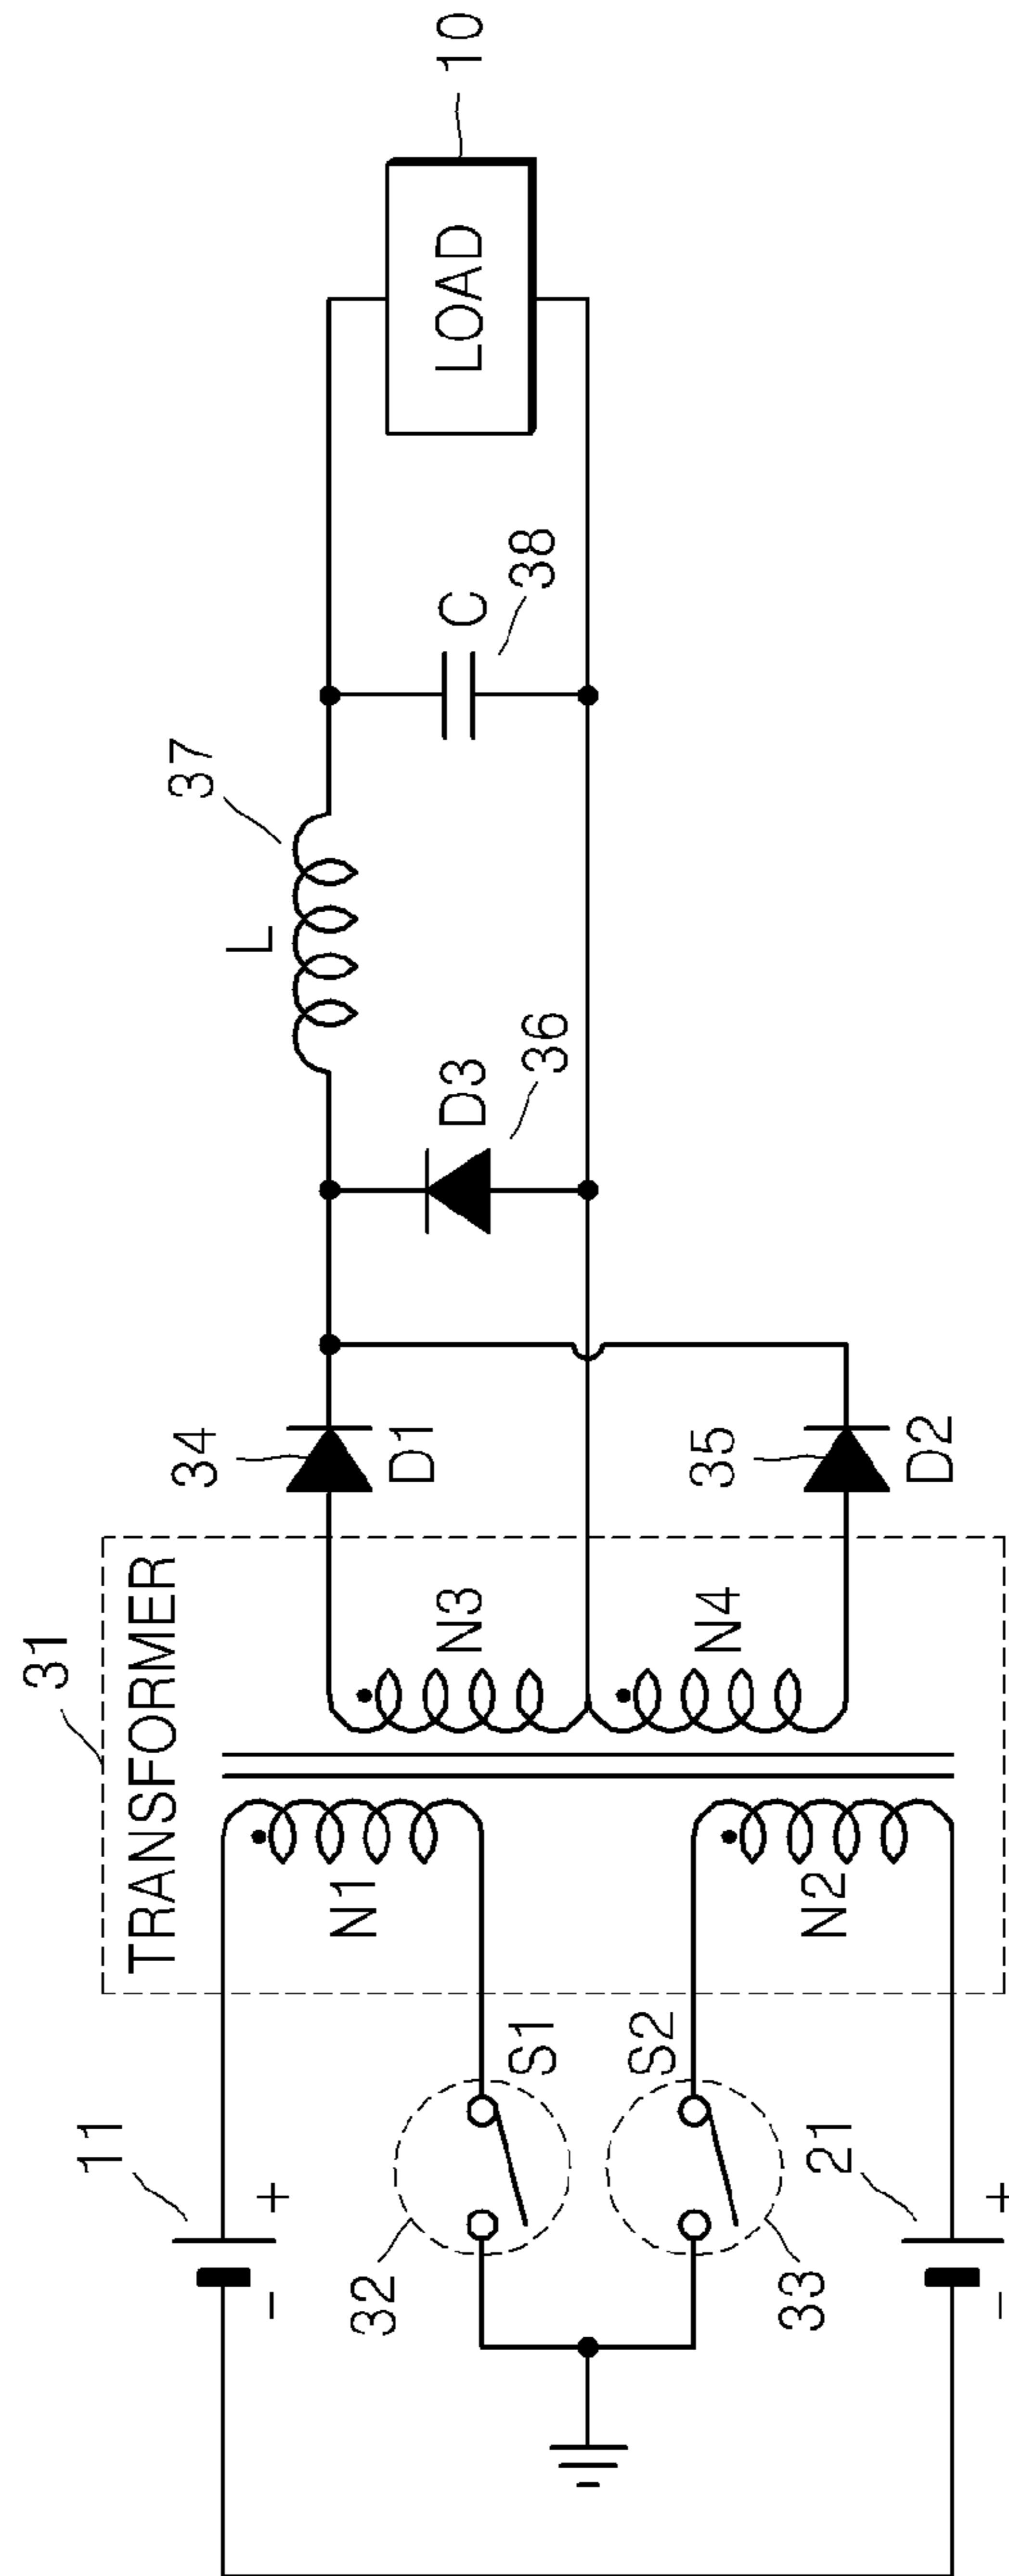 TRANSFORMER
31
11
+
−
N1
S1
32
S2
33
21
+
−
N2
N3
N4
34
D1
35
D2
D3
36
L
37
C
38
LOAD
10